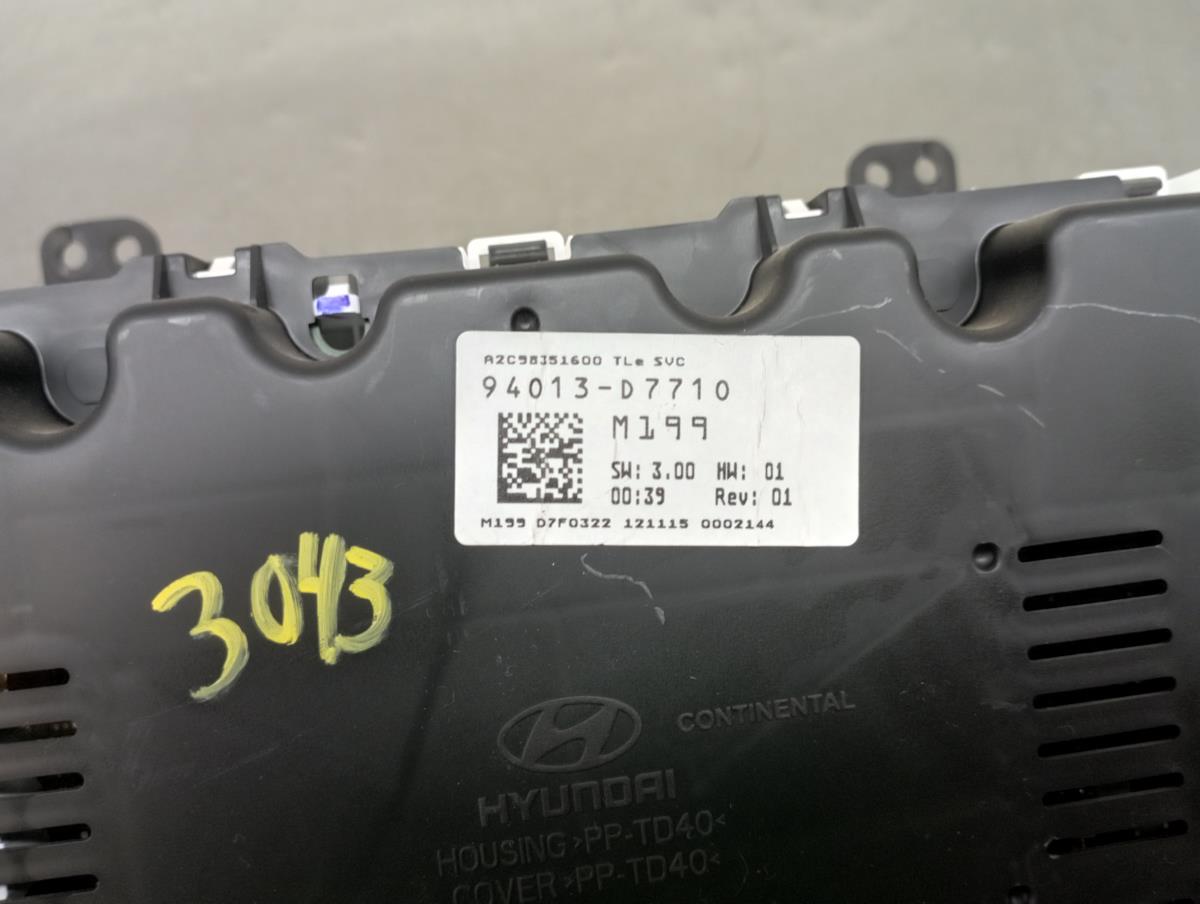 A2C98351600 TLe SVC
94013-D7710
M199
SW: 3.00 HW: 01
00:39 Rev: 01
M199 D7F0322 121115 0002144
3043
CONTINENTAL
HYUNDAI
HOUSING >PP-TD40<
COVER >PP-TD40<